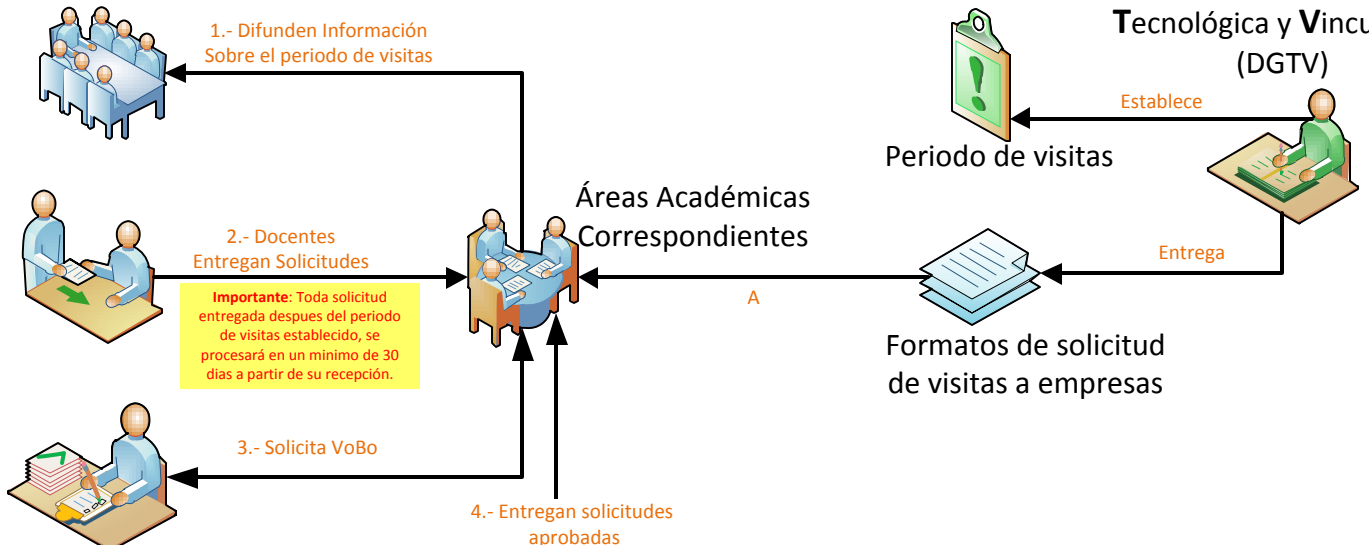 1.- Difunden Información
Sobre el periodo de visitas
Tecnológica y Vincu
(DGTV)
Establece
Periodo de visitas
Áreas Académicas
Correspondientes
2.- Docentes
Entregan Solicitudes
Importante: Toda solicitud
entregada despues del periodo
de visitas establecido, se
procesará en un minimo de 30
dias a partir de su recepción.
Entrega
A
Formatos de solicitud
de visitas a empresas
3.- Solicita VoBo
4.- Entregan solicitudes
aprobadas